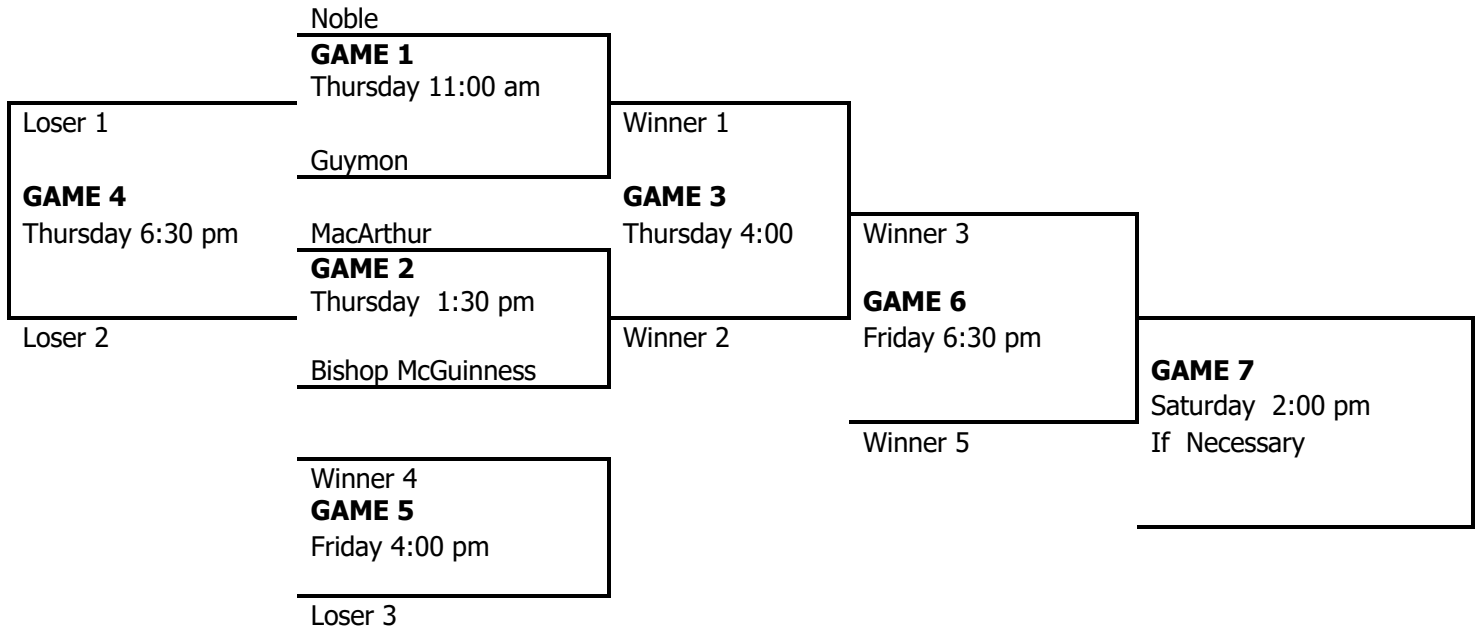 Noble
GAME 1
Thursday 11:00 am
Guymon
Loser 1
GAME 4
Thursday 6:30 pm
Loser 2
MacArthur
GAME 2
Thursday 1:30 pm
Bishop McGuinness
Winner 1
GAME 3
Thursday 4:00
Winner 2
Winner 3
GAME 6
Friday 6:30 pm
Winner 5
GAME 7
Saturday 2:00 pm
If Necessary
Winner 4
GAME 5
Friday 4:00 pm
Loser 3